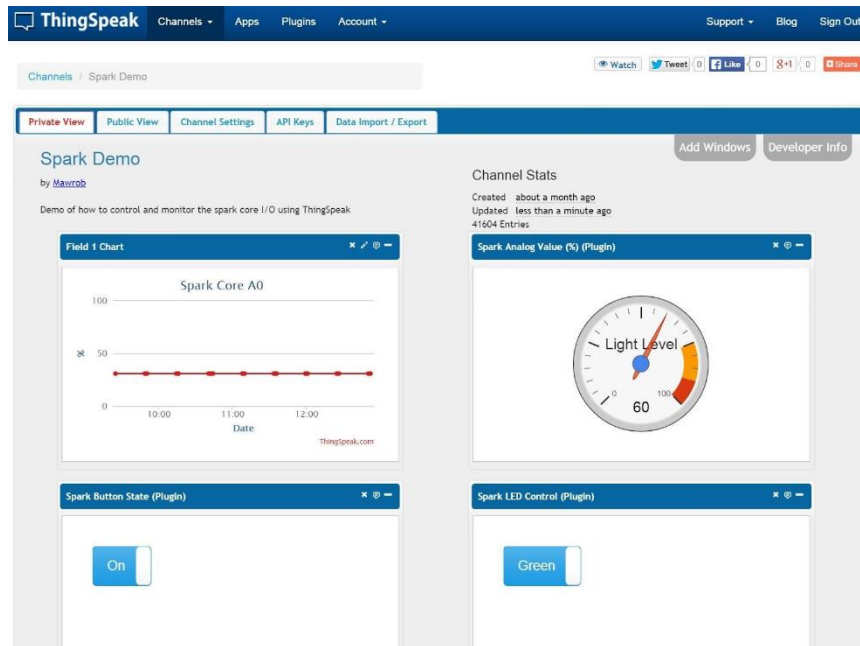 ThingSpeak Channels Apps Plugins Account Support Blog Sign Out
Watch Tweet 0 Like 0 g+1 0 Share
Channels / Spark Demo
Private View Public View Channel Settings API Keys Data Import / Export
Add Windows Developer Info
Spark Demo
by Mawrob
Demo of how to control and monitor the spark core I/O using ThingSpeak
Channel Stats
Created about a month ago
Updated less than a minute ago
41604 Entries
Field 1 Chart
Spark Core A0
100
50
0
%
10:00 11:00 12:00
Date
ThingSpeak.com
Spark Analog Value (%) (Plugin)
Light Level
0 100
60
Spark Button State (Plugin)
On
Spark LED Control (Plugin)
Green